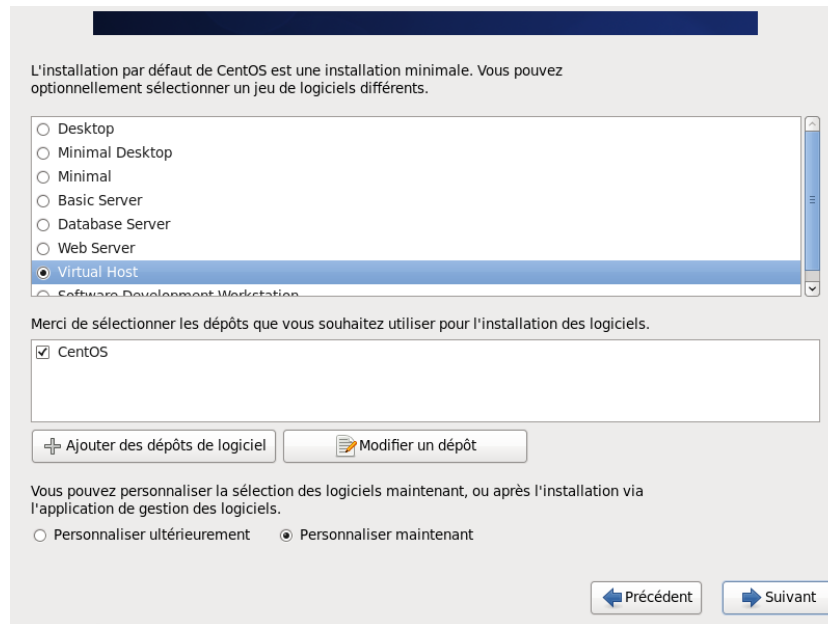 L'installation par défaut de CentOS est une installation minimale. Vous pouvez
optionnellement sélectionner un jeu de logiciels différents.
Desktop
Minimal Desktop
Minimal
Basic Server
Database Server
Web Server
Virtual Host
Software Development Workstation
Merci de sélectionner les dépôts que vous souhaitez utiliser pour l'installation des logiciels.
CentOS
Ajouter des dépôts de logiciel Modifier un dépôt
Vous pouvez personnaliser la sélection des logiciels maintenant, ou après l'installation via
l'application de gestion des logiciels.
Personnaliser ultérieurement Personnaliser maintenant
Précédent Suivant